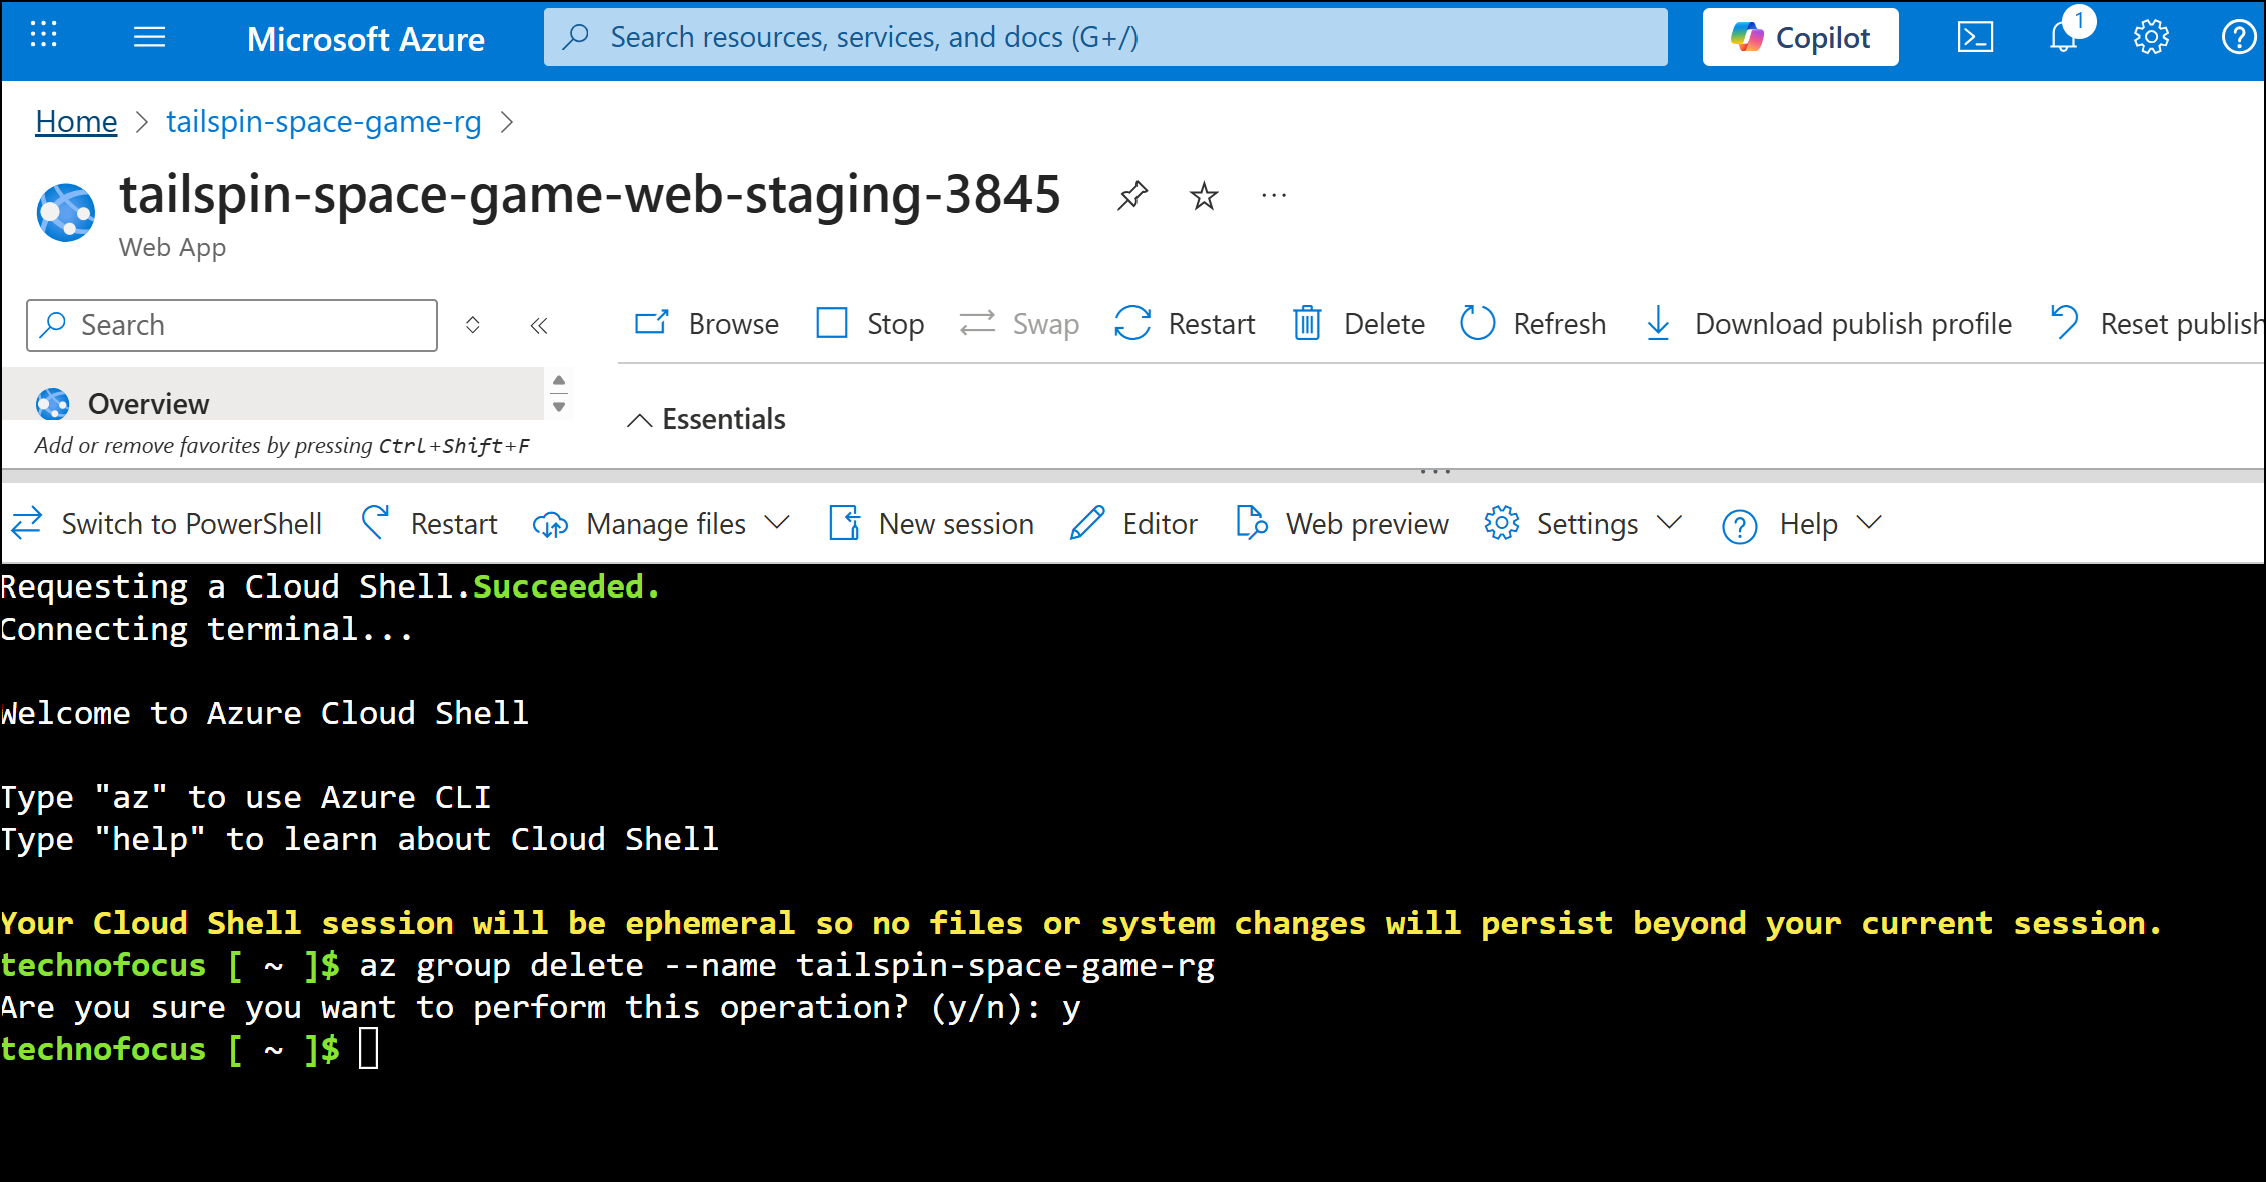 Microsoft Azure
Search resources, services, and docs (G+/)
Copilot
1
Home > tailspin-space-game-rg >
tailspin-space-game-web-staging-3845
Web App
Search
Browse Stop Swap Restart Delete Refresh Download publish profile Reset publish
Overview
Add or remove favorites by pressing Ctrl+Shift+F
Essentials
Switch to PowerShell Restart Manage files New session Editor Web preview Settings Help
Requesting a Cloud Shell.Succeeded.
Connecting terminal...
Welcome to Azure Cloud Shell
Type "az" to use Azure CLI
Type "help" to learn about Cloud Shell
Your Cloud Shell session will be ephemeral so no files or system changes will persist beyond your current session.
technofocus [ ~ ]$ az group delete --name tailspin-space-game-rg
Are you sure you want to perform this operation? (y/n): y
technofocus [ ~ ]$